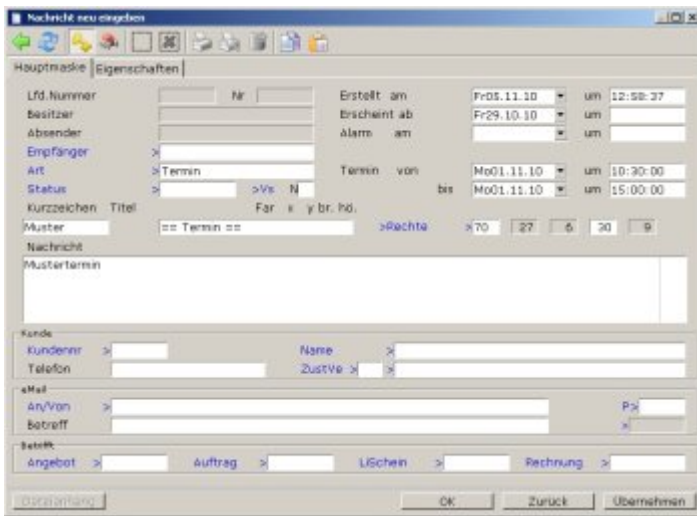 Nachricht neu eingeben
Hauptmaske Eigenschaften
Lfd.Nummer Nr Erstellt am Fr05.11.10 um 12:58:37
Besitzer Erscheint ab Fr29.10.10 um
Absender Alarm am um
Empfänger >
Art >Termin Termin von Mo01.11.10 um 10:30:00
Status > >Vs N bis Mo01.11.10 um 15:00:00
Kurzzeichen Titel Far x y br. hö.
Muster == Termin == >Rechte >70 27 6 30 9
Nachricht
Mustertermin
Kunde
Kundennr > Name >
Telefon ZustVe > >
eMail
An/Von > P>
Betreff >
Betrifft
Angebot > Auftrag > LiSchein > Rechnung >
Dateianhang OK Zurück Übernehmen